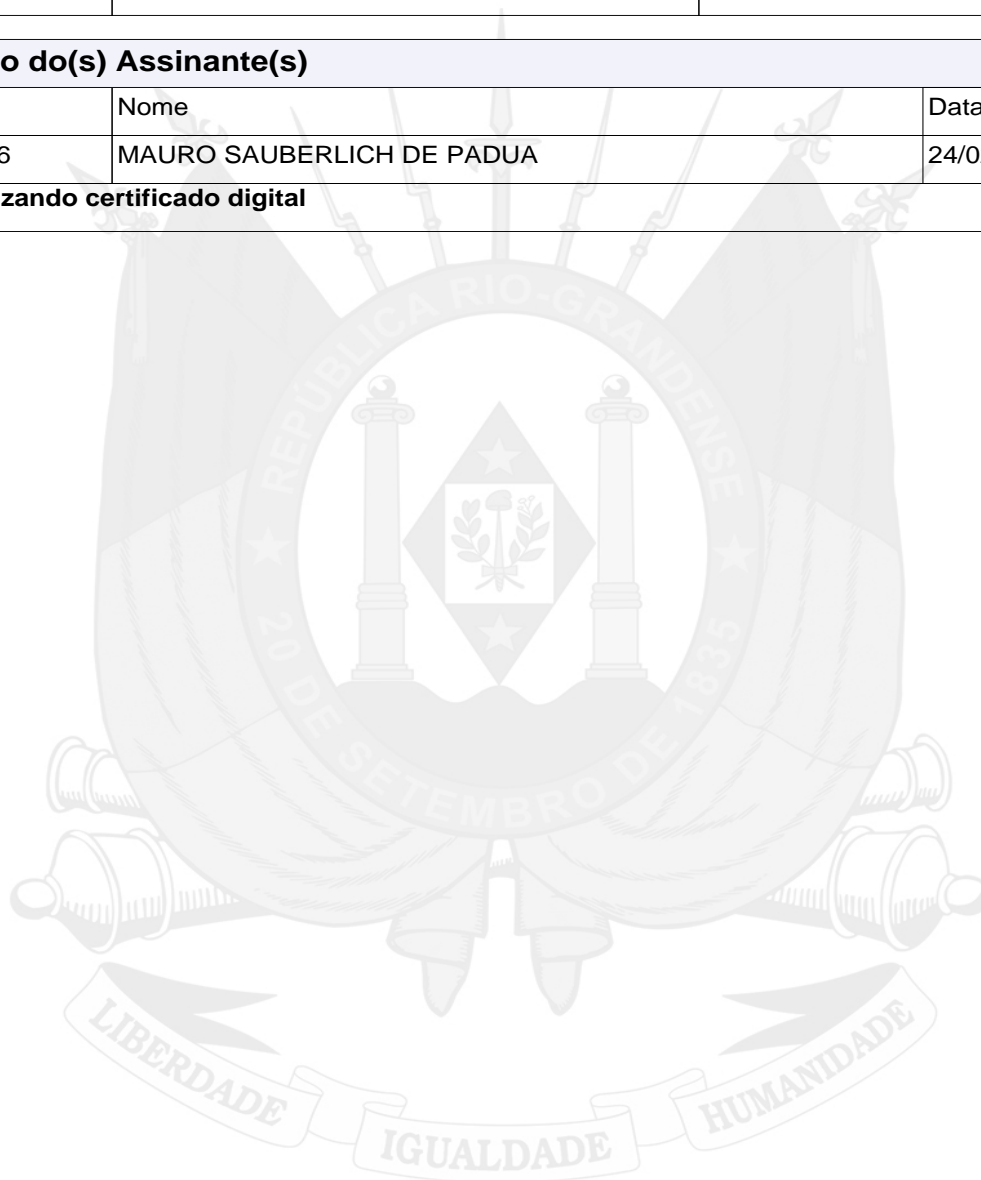 o do(s) Assinante(s)
Nome Data
6 MAURO SAUBERLICH DE PADUA 24/0
zando certificado digital
REPÚBLICA RIO-GRANDENSE
★ 20 DE SETEMBRO DE 1835 ★
LIBERDADE IGUALDADE HUMANIDADE